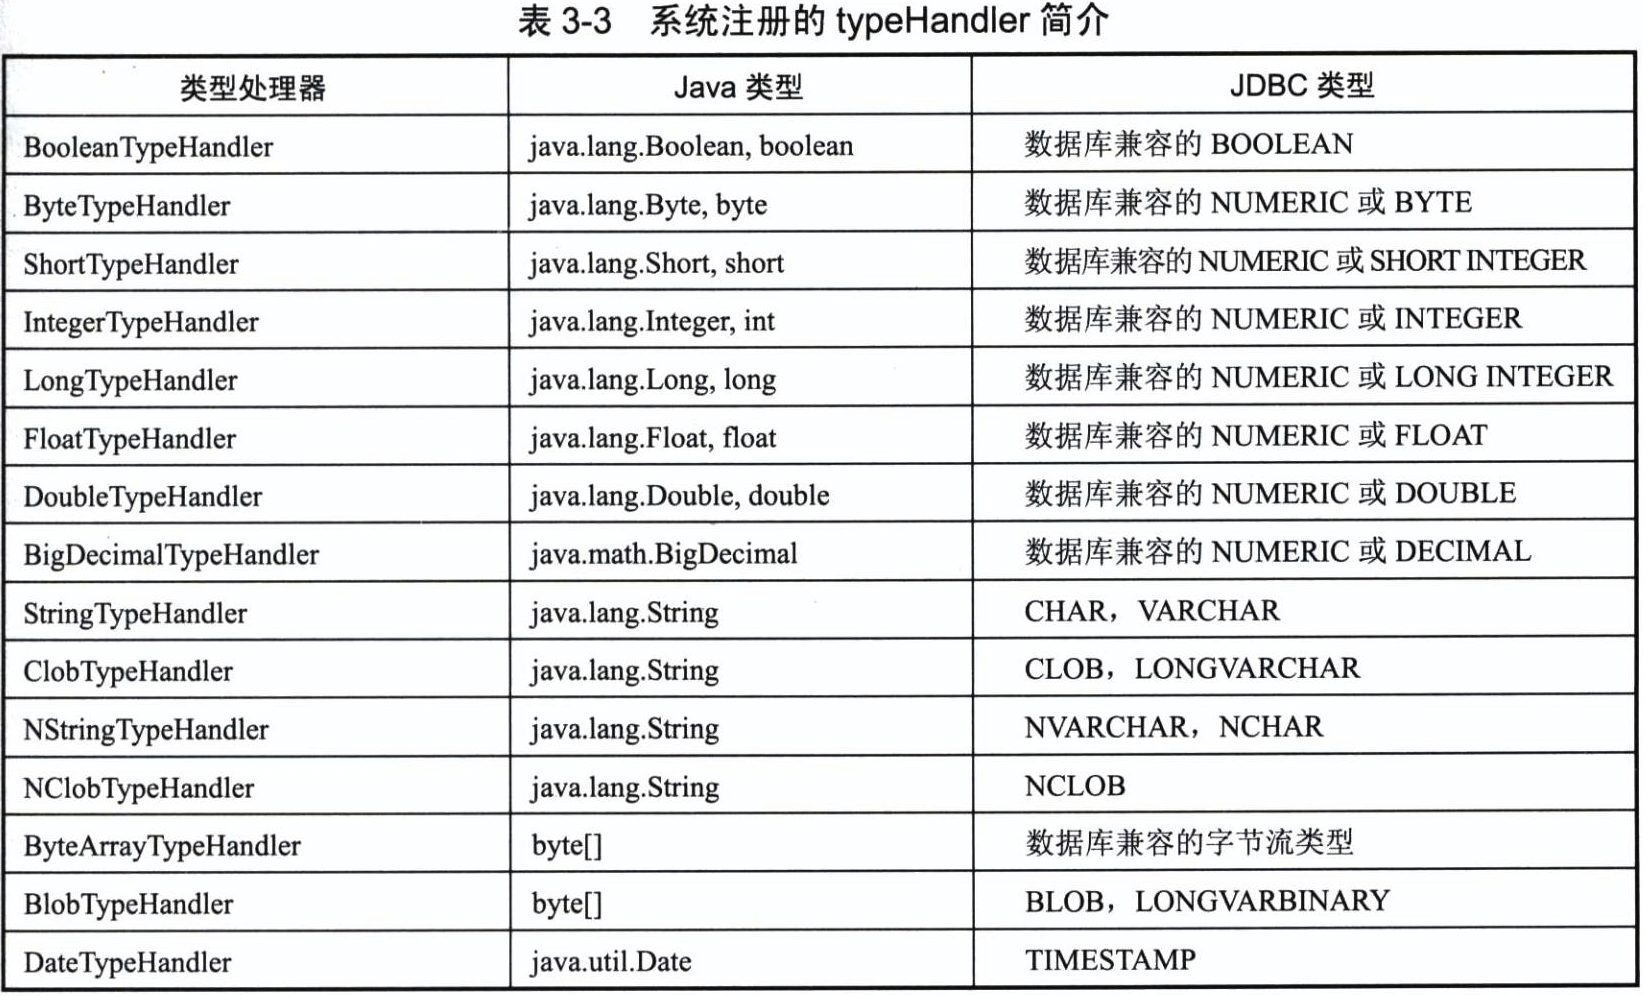 表 3-3 系统注册的 typeHandler 简介
类型处理器 Java 类型 JDBC 类型
BooleanTypeHandler java.lang.Boolean, boolean 数据库兼容的 BOOLEAN
ByteTypeHandler java.lang.Byte, byte 数据库兼容的 NUMERIC 或 BYTE
ShortTypeHandler java.lang.Short, short 数据库兼容的 NUMERIC 或 SHORT INTEGER
IntegerTypeHandler java.lang.Integer, int 数据库兼容的 NUMERIC 或 INTEGER
LongTypeHandler java.lang.Long, long 数据库兼容的 NUMERIC 或 LONG INTEGER
FloatTypeHandler java.lang.Float, float 数据库兼容的 NUMERIC 或 FLOAT
DoubleTypeHandler java.lang.Double, double 数据库兼容的 NUMERIC 或 DOUBLE
BigDecimalTypeHandler java.math.BigDecimal 数据库兼容的 NUMERIC 或 DECIMAL
StringTypeHandler java.lang.String CHAR，VARCHAR
ClobTypeHandler java.lang.String CLOB，LONGVARCHAR
NStringTypeHandler java.lang.String NVARCHAR，NCHAR
NClobTypeHandler java.lang.String NCLOB
ByteArrayTypeHandler byte[] 数据库兼容的字节流类型
BlobTypeHandler byte[] BLOB，LONGVARBINARY
DateTypeHandler java.util.Date TIMESTAMP